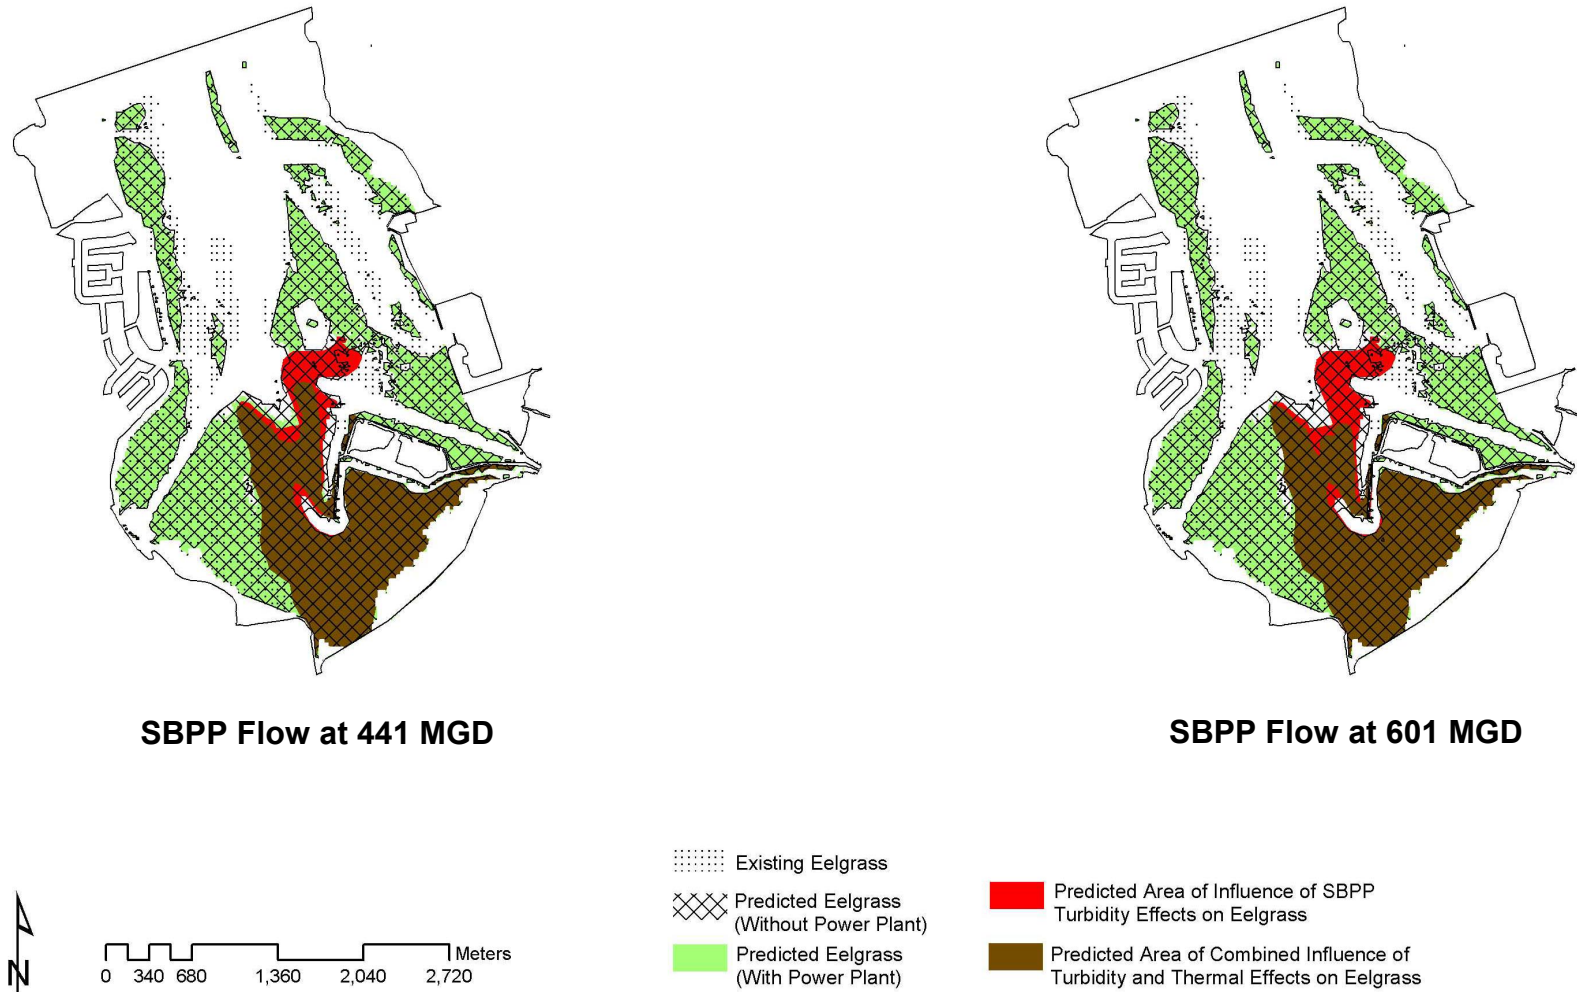 SBPP Flow at 441 MGD
SBPP Flow at 601 MGD
N
0 340 680 1,360 2,040 2,720
Meters
Existing Eelgrass
Predicted Eelgrass
(Without Power Plant)
Predicted Eelgrass
(With Power Plant)
Predicted Area of Influence of SBPP
Turbidity Effects on Eelgrass
Predicted Area of Combined Influence of
Turbidity and Thermal Effects on Eelgrass